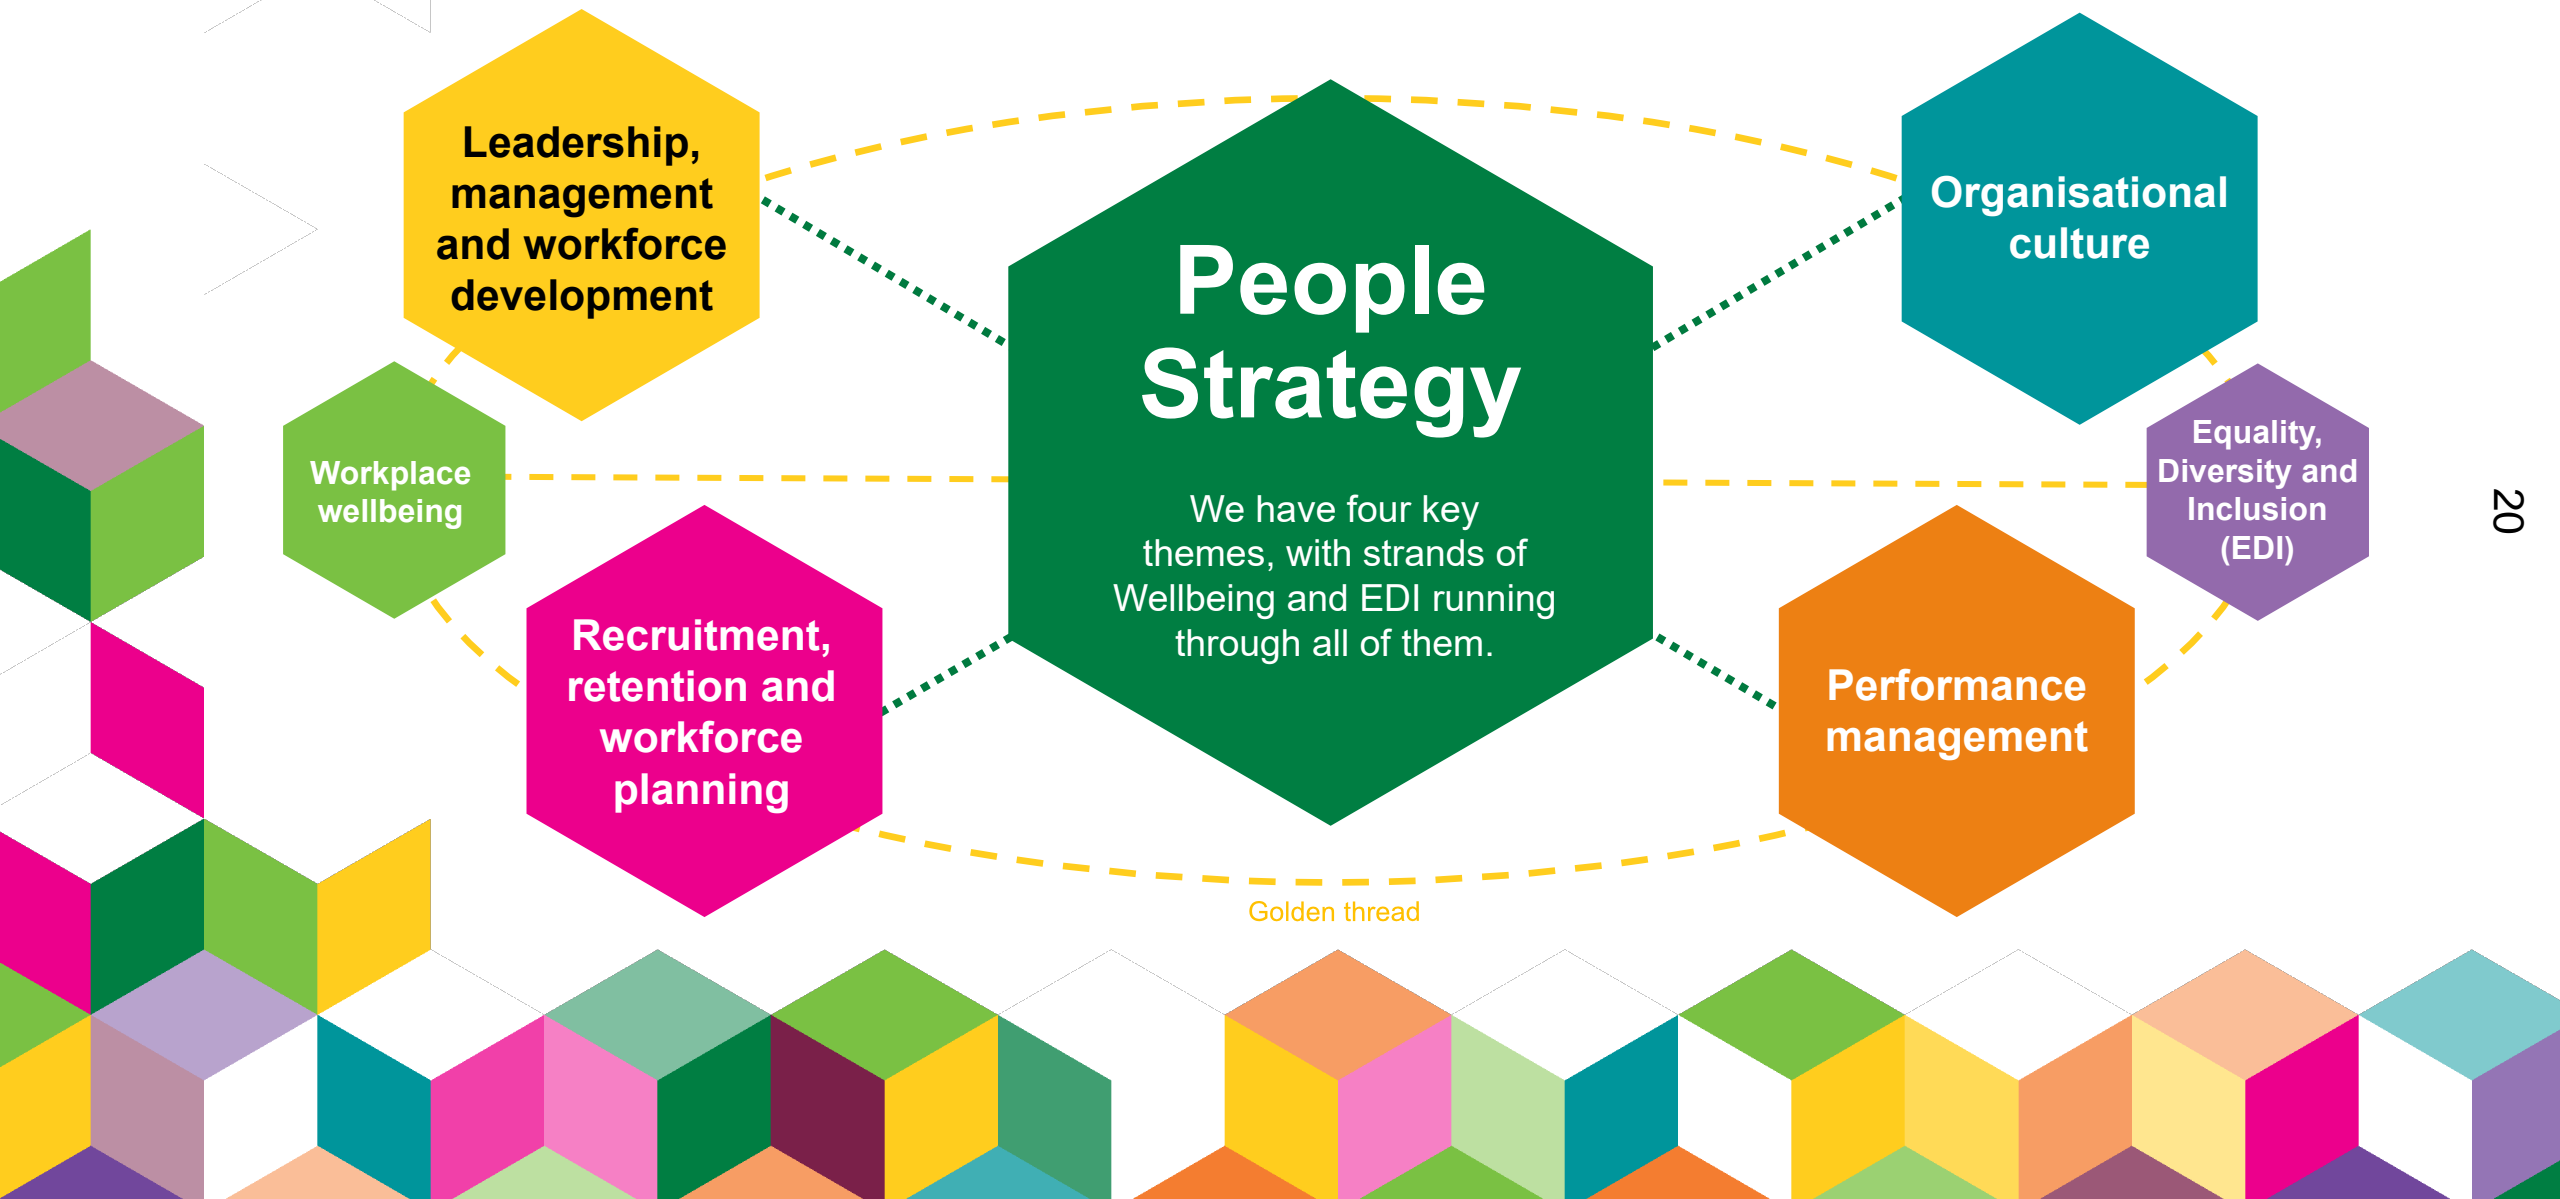 Leadership,
management
and workforce
development
Organisational
culture
People
Strategy
We have four key
themes, with strands of
Wellbeing and EDI running
through all of them.
Workplace
wellbeing
Equality,
Diversity and
Inclusion
(EDI)
Recruitment,
retention and
workforce
planning
Performance
management
Golden thread
20